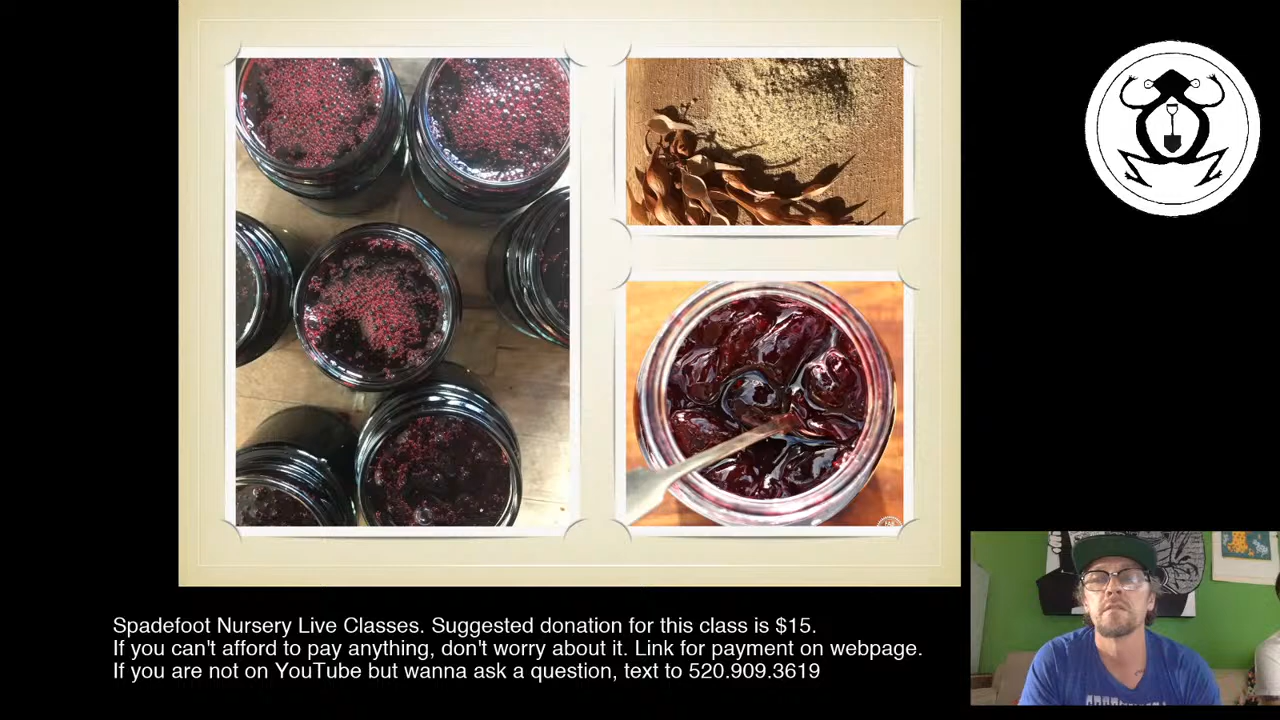 Spadefoot Nursery Live Classes. Suggested donation for this class is $15.
If you can't afford to pay anything, don't worry about it. Link for payment on webpage.
If you are not on YouTube but wanna ask a question, text to 520.909.3619